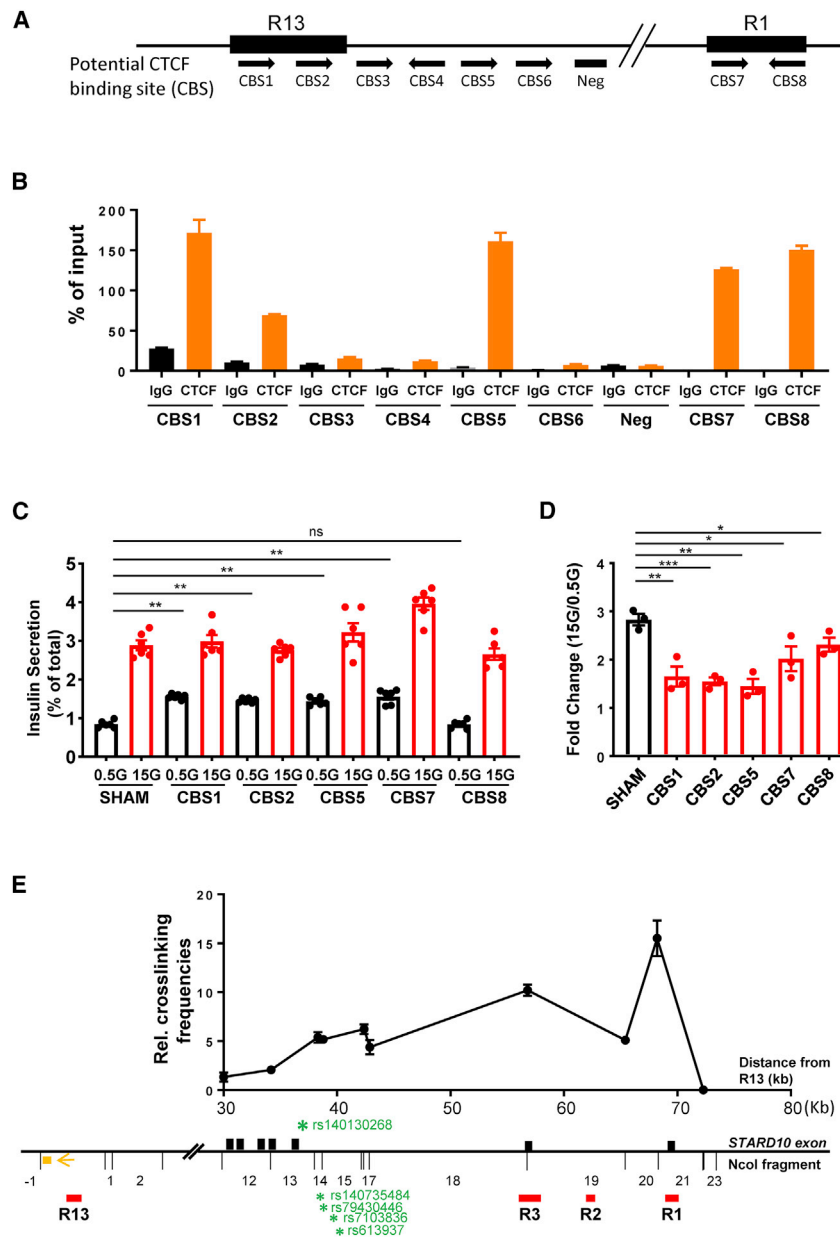 A
R13 R1
Potential CTCF
binding site (CBS)
CBS1 CBS2 CBS3 CBS4 CBS5 CBS6 Neg CBS7 CBS8
B
% of input
200
150
100
50
0
IgG CTCF IgG CTCF IgG CTCF IgG CTCF IgG CTCF IgG CTCF IgG CTCF IgG CTCF IgG CTCF
CBS1 CBS2 CBS3 CBS4 CBS5 CBS6 Neg CBS7 CBS8
C
Insulin Secretion
(% of total)
ns
**
**
**
**
5
4
3
2
1
0
0.5G 15G 0.5G 15G 0.5G 15G 0.5G 15G 0.5G 15G 0.5G 15G
SHAM CBS1 CBS2 CBS5 CBS7 CBS8
D
Fold Change (15G/0.5G)
*
*
**
***
**
4
3
2
1
0
SHAM CBS1 CBS2 CBS5 CBS7 CBS8
E
Rel. crosslinking
frequencies
20
15
10
5
0
Distance from
R13 (kb)
30 40 50 60 70 80 (Kb)
* rs140130268
STARD10 exon
NcoI fragment
-1 1 2 12 13 14 15 17 18 19 20 21 23
* rs140735484
* rs79430446
* rs7103836
* rs613937
R13 R3 R2 R1